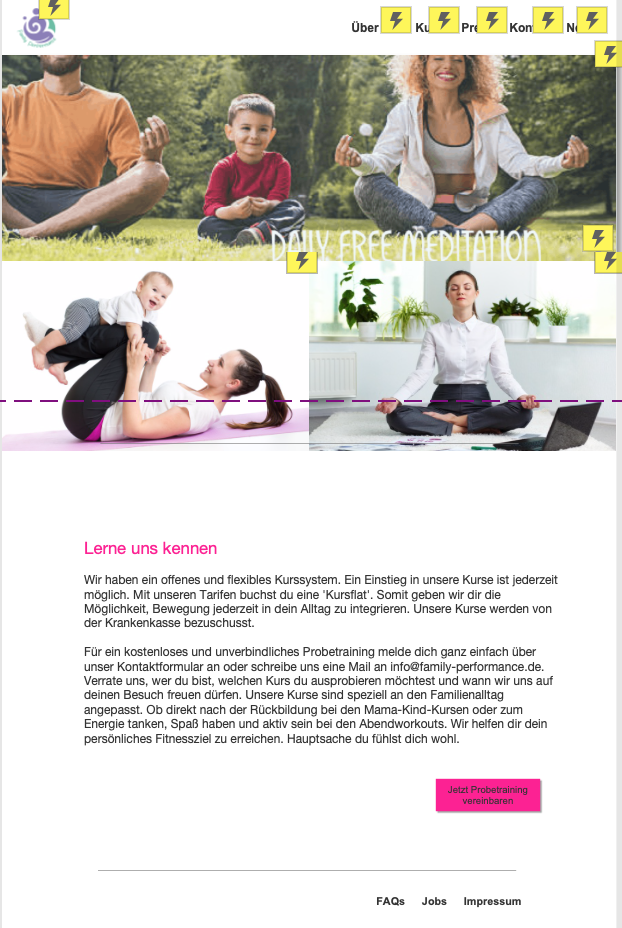 Über
DAILY FREE MEDITATION
Lerne uns kennen
Wir haben ein offenes und flexibles Kurssystem. Ein Einstieg in unsere Kurse ist jederzeit
möglich. Mit unseren Tarifen buchst du eine 'Kursflat'. Somit geben wir dir die
Möglichkeit, Bewegung jederzeit in dein Alltag zu integrieren. Unsere Kurse werden von
der Krankenkasse bezuschusst.
Für ein kostenloses und unverbindliches Probetraining melde dich ganz einfach über
unser Kontaktformular an oder schreibe uns eine Mail an info@family-performance.de.
Verrate uns, wer du bist, welchen Kurs du ausprobieren möchtest und wann wir uns auf
deinen Besuch freuen dürfen. Unsere Kurse sind speziell an den Familienalltag
angepasst. Ob direkt nach der Rückbildung bei den Mama-Kind-Kursen oder zum
Energie tanken, Spaß haben und aktiv sein bei den Abendworkouts. Wir helfen dir dein
persönliches Fitnessziel zu erreichen. Hauptsache du fühlst dich wohl.
Jetzt Probetraining
vereinbaren
FAQs Jobs Impressum